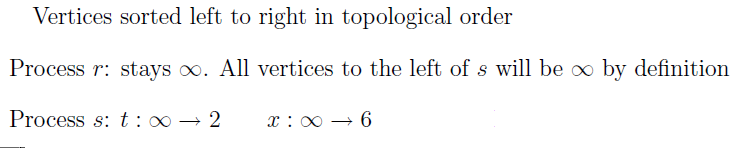 Vertices sorted left to right in topological order
Process r: stays ∞. All vertices to the left of s will be ∞ by definition
Process s: t : ∞ → 2 x : ∞ → 6